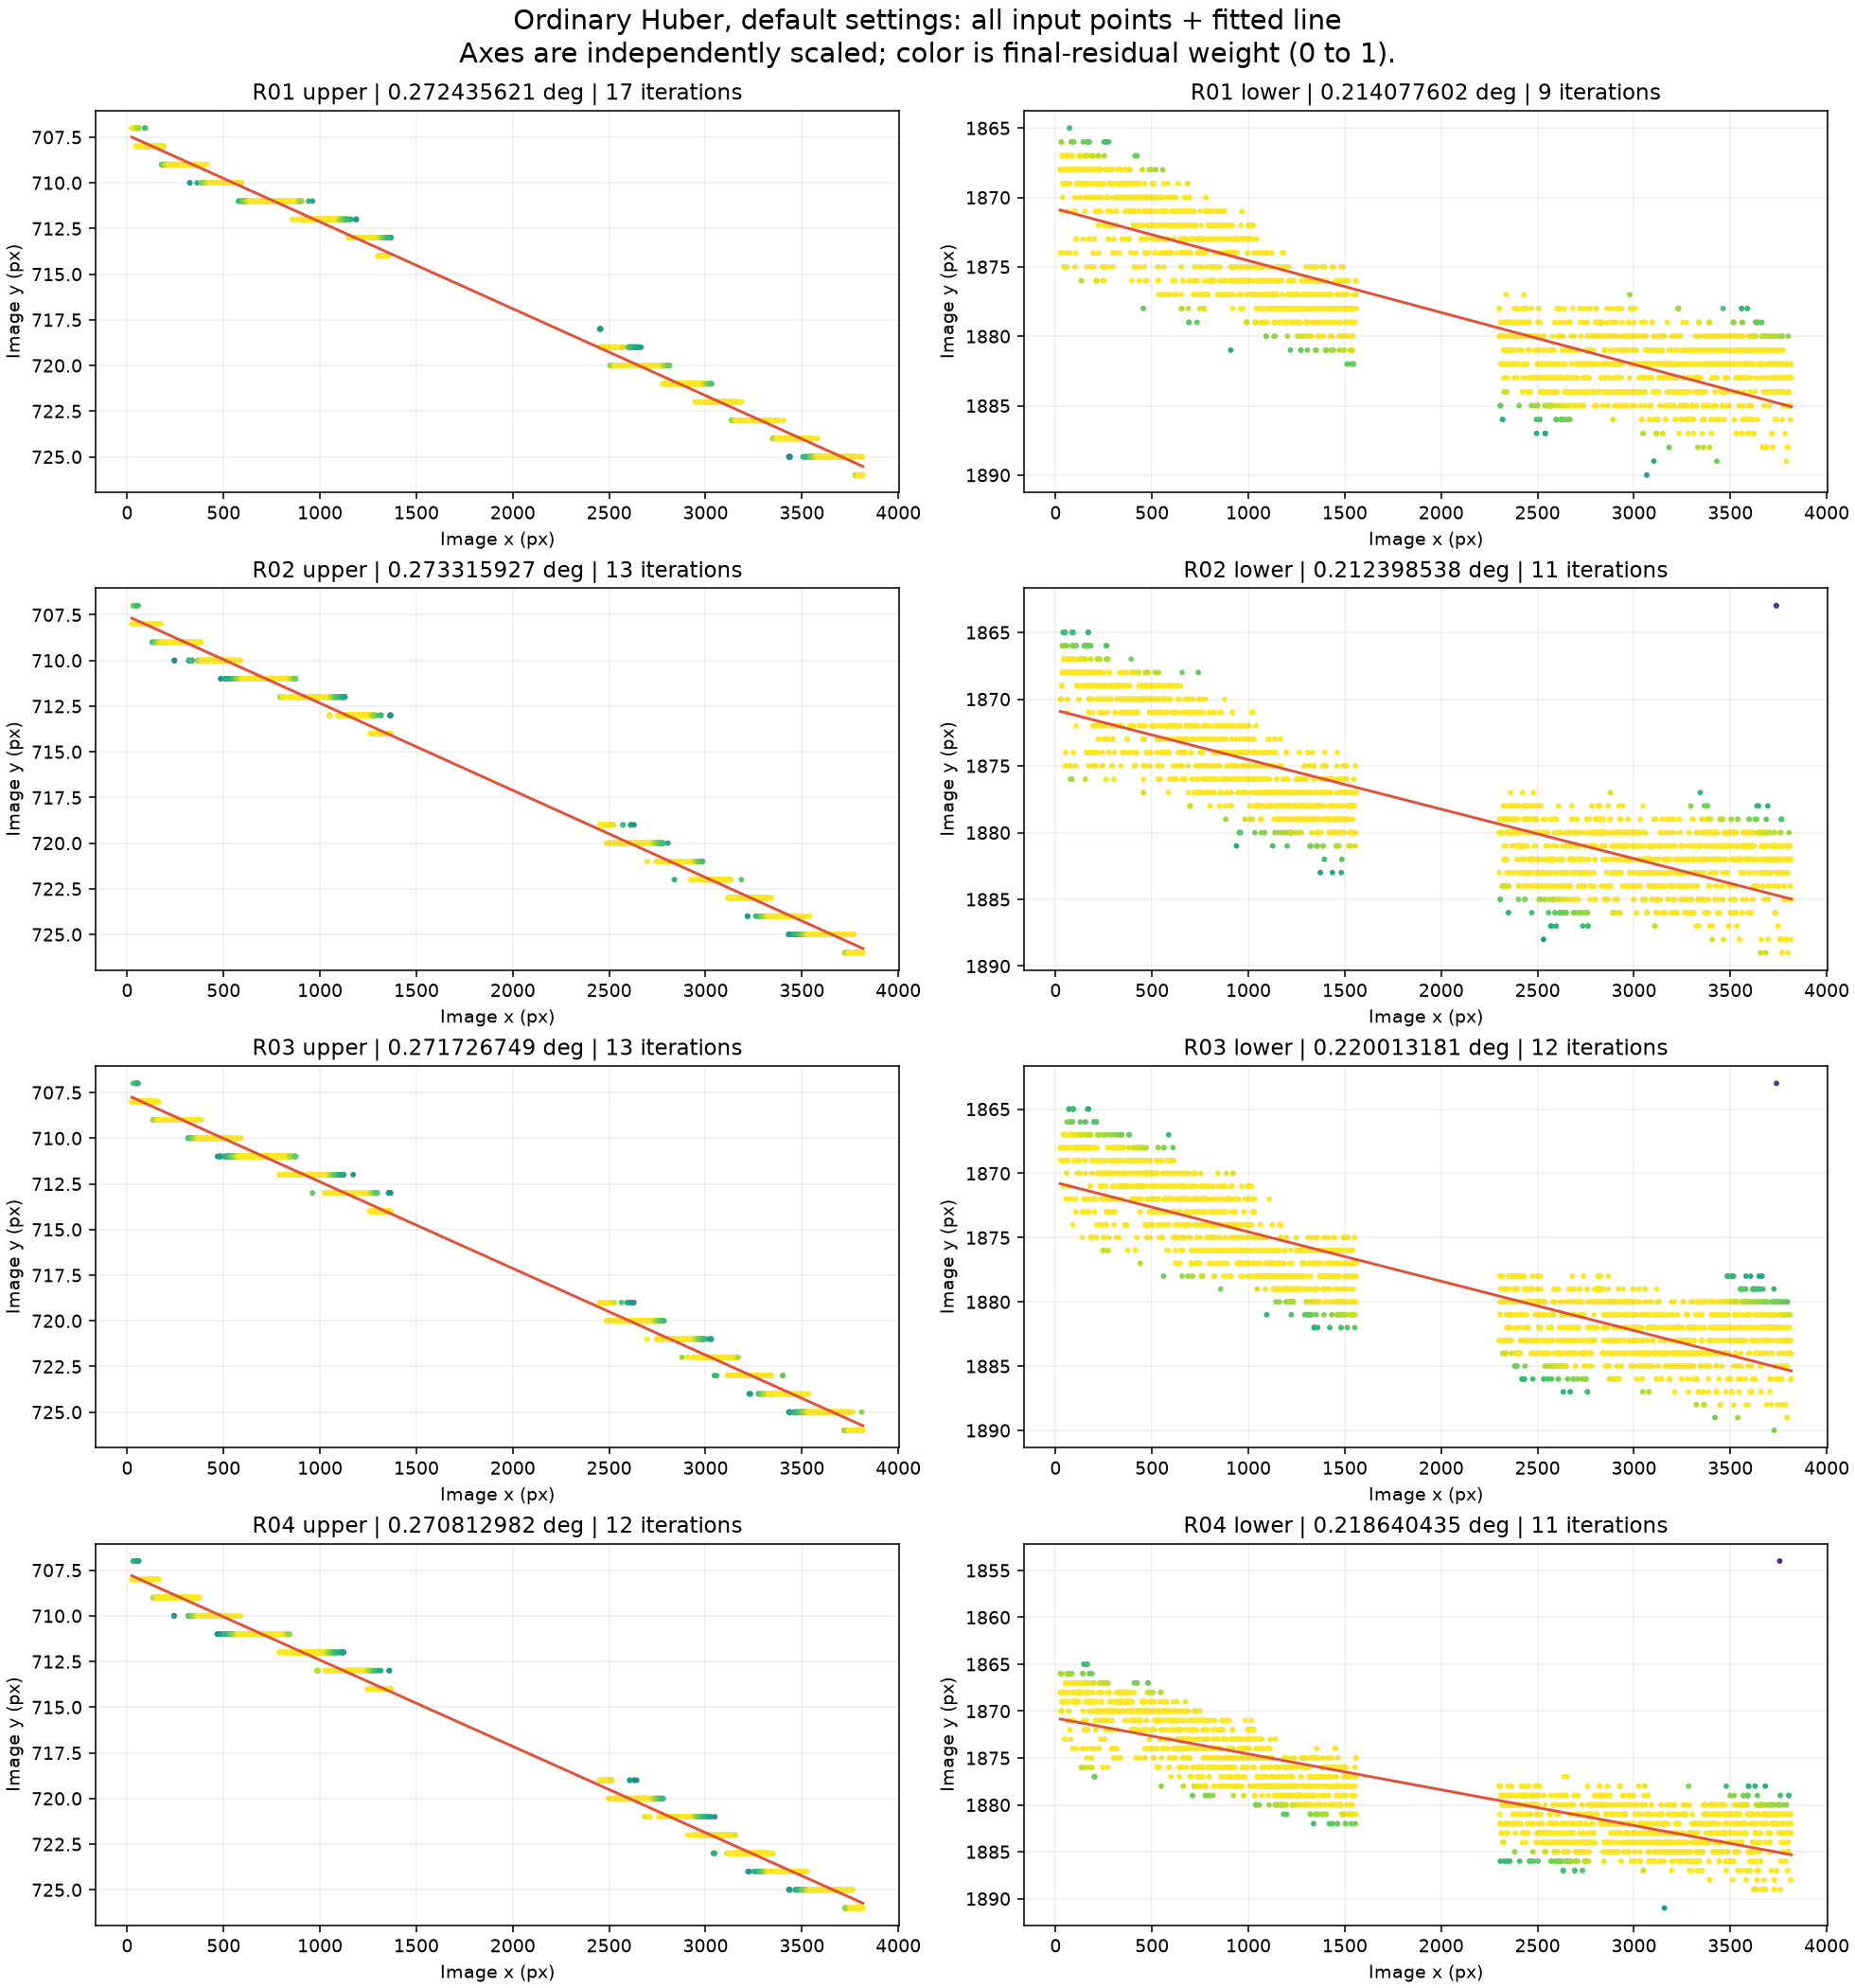 Ordinary Huber, default settings: all input points + fitted line
Axes are independently scaled; color is final-residual weight (0 to 1).
R01 upper | 0.272435621 deg | 17 iterations
Image y (px)
707.5
710.0
712.5
715.0
717.5
720.0
722.5
725.0
0 500 1000 1500 2000 2500 3000 3500 4000
Image x (px)
R01 lower | 0.214077602 deg | 9 iterations
Image y (px)
1865
1870
1875
1880
1885
1890
0 500 1000 1500 2000 2500 3000 3500 4000
Image x (px)
R02 upper | 0.273315927 deg | 13 iterations
Image y (px)
707.5
710.0
712.5
715.0
717.5
720.0
722.5
725.0
0 500 1000 1500 2000 2500 3000 3500 4000
Image x (px)
R02 lower | 0.212398538 deg | 11 iterations
Image y (px)
1865
1870
1875
1880
1885
1890
0 500 1000 1500 2000 2500 3000 3500 4000
Image x (px)
R03 upper | 0.271726749 deg | 13 iterations
Image y (px)
707.5
710.0
712.5
715.0
717.5
720.0
722.5
725.0
0 500 1000 1500 2000 2500 3000 3500 4000
Image x (px)
R03 lower | 0.220013181 deg | 12 iterations
Image y (px)
1865
1870
1875
1880
1885
1890
0 500 1000 1500 2000 2500 3000 3500 4000
Image x (px)
R04 upper | 0.270812982 deg | 12 iterations
Image y (px)
707.5
710.0
712.5
715.0
717.5
720.0
722.5
725.0
0 500 1000 1500 2000 2500 3000 3500 4000
Image x (px)
R04 lower | 0.218640435 deg | 11 iterations
Image y (px)
1855
1860
1865
1870
1875
1880
1885
1890
0 500 1000 1500 2000 2500 3000 3500 4000
Image x (px)